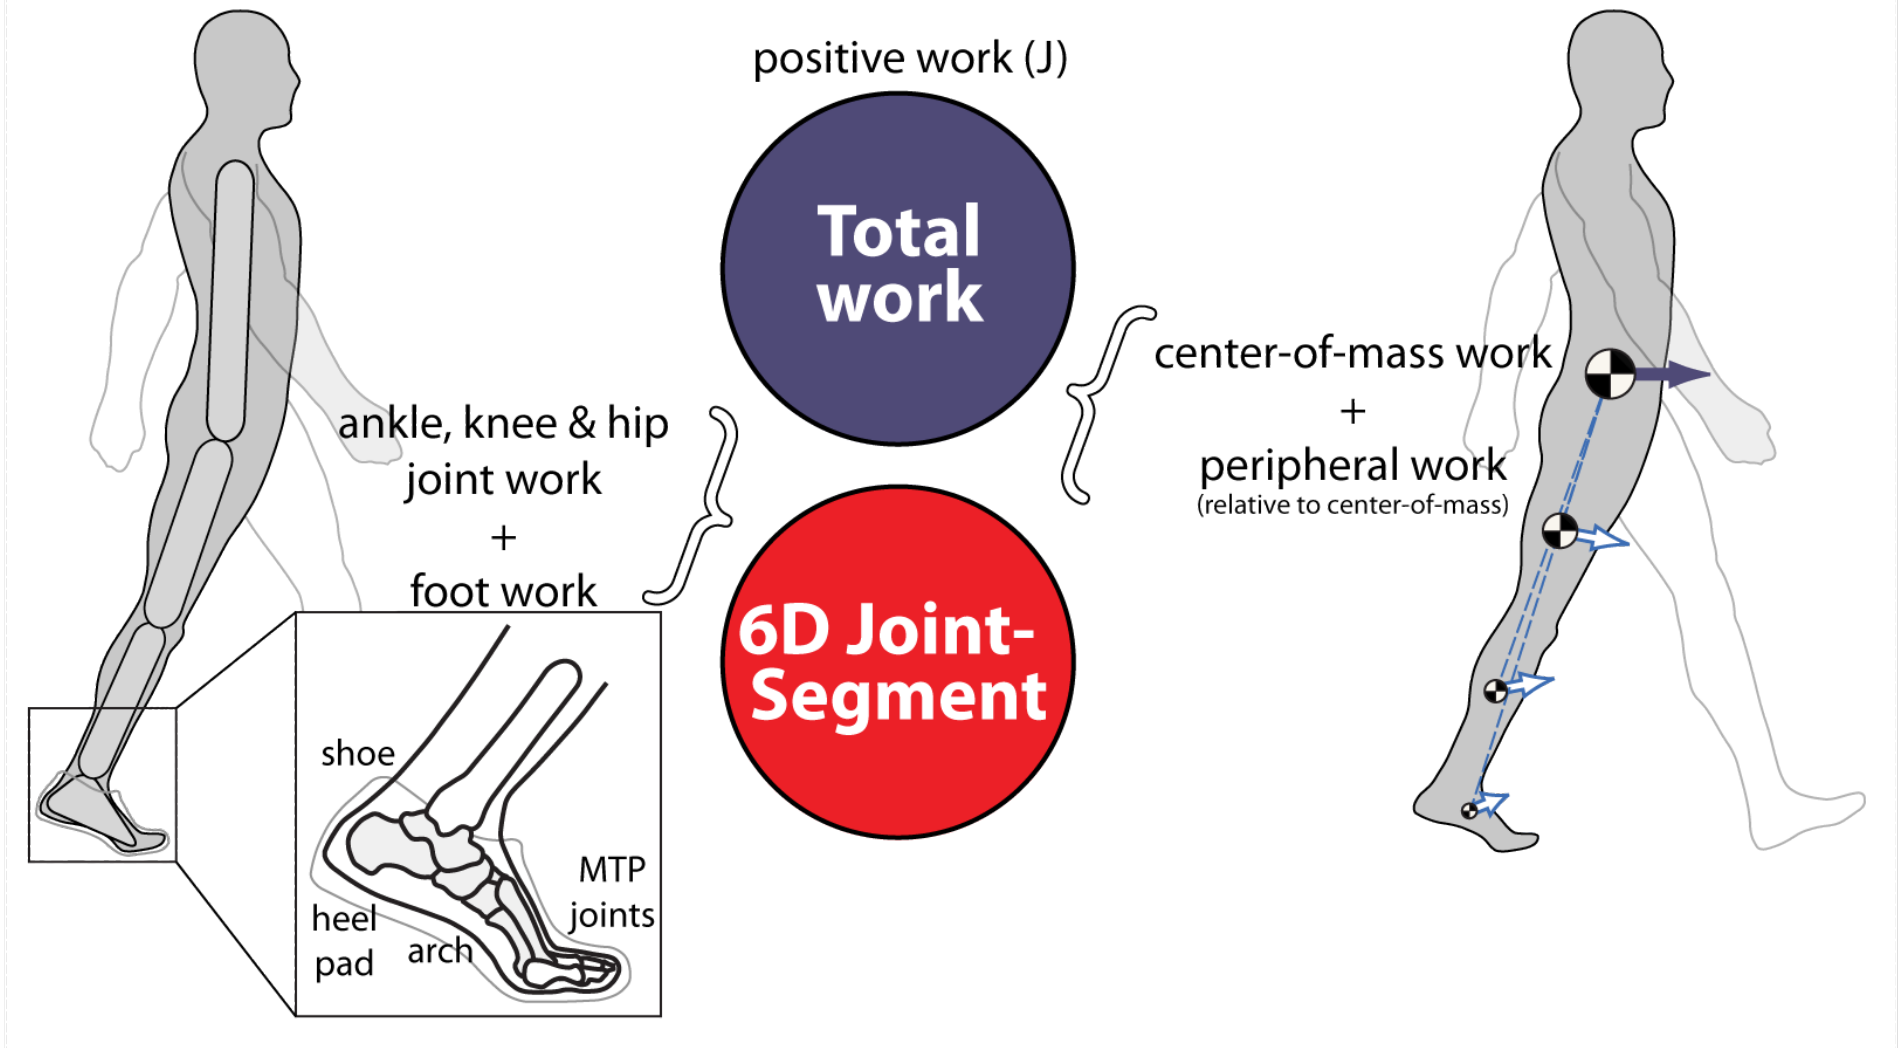 positive work (J)
Total
work
ankle, knee & hip
joint work
+
foot work
center-of-mass work
+
peripheral work
(relative to center-of-mass)
6D Joint-
Segment
shoe
heel
pad
arch
MTP
joints